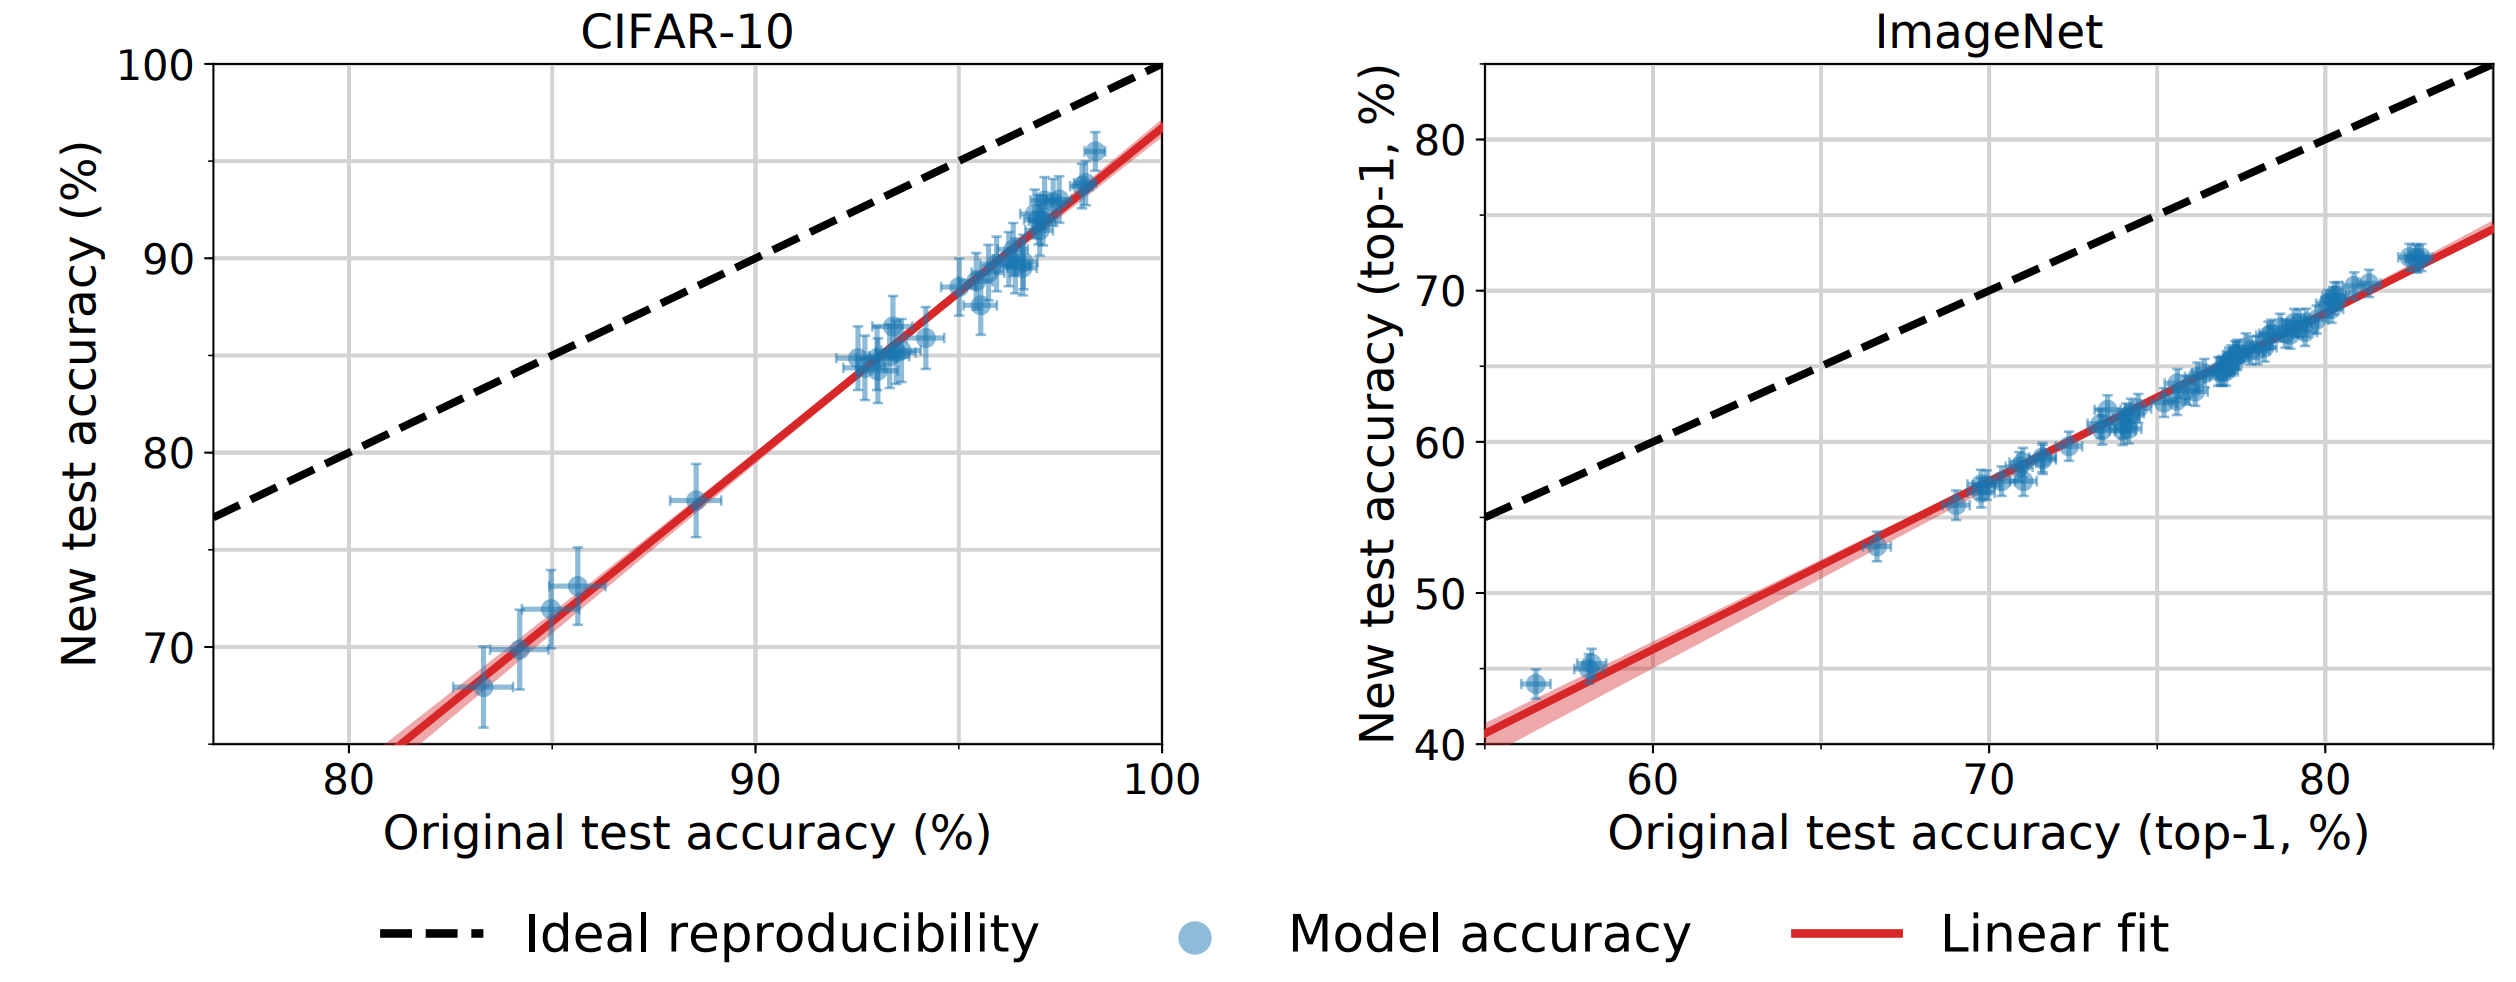 CIFAR-10
100
90
80
70
New test accuracy (%)
80 90 100
Original test accuracy (%)
ImageNet
80
70
60
50
40
New test accuracy (top-1, %)
60 70 80
Original test accuracy (top-1, %)
Ideal reproducibility Model accuracy Linear fit